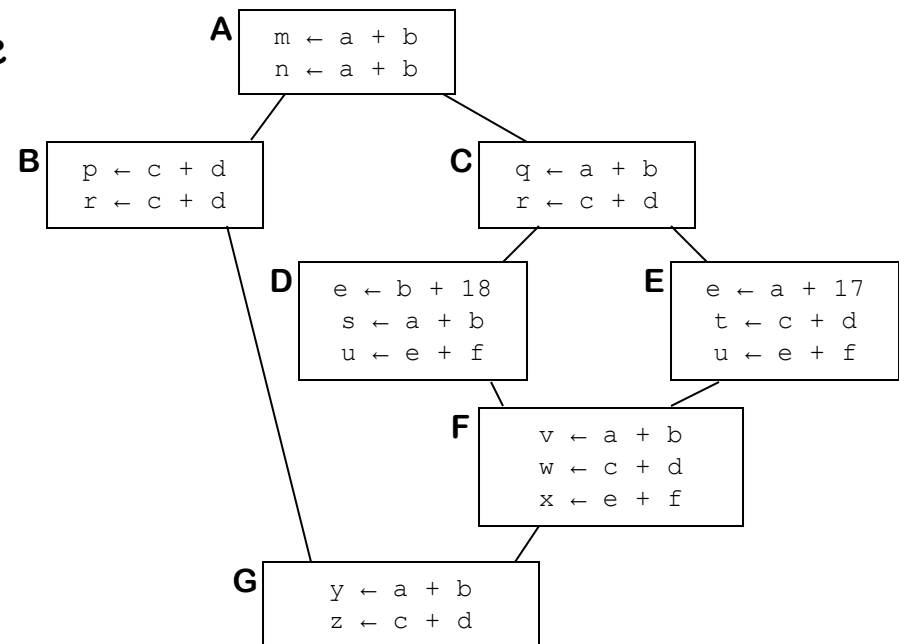 A
m ← a + b
n ← a + b
B
p ← c + d
r ← c + d
C
q ← a + b
r ← c + d
D
e ← b + 18
s ← a + b
u ← e + f
E
e ← a + 17
t ← c + d
u ← e + f
F
v ← a + b
w ← c + d
x ← e + f
G
y ← a + b
z ← c + d